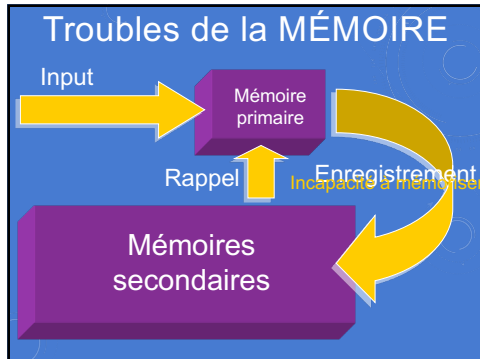 Troubles de la MÉMOIRE
Input
Mémoire
primaire
Rappel
Enregistrement
Incapacité à mémoriser
Mémoires
secondaires